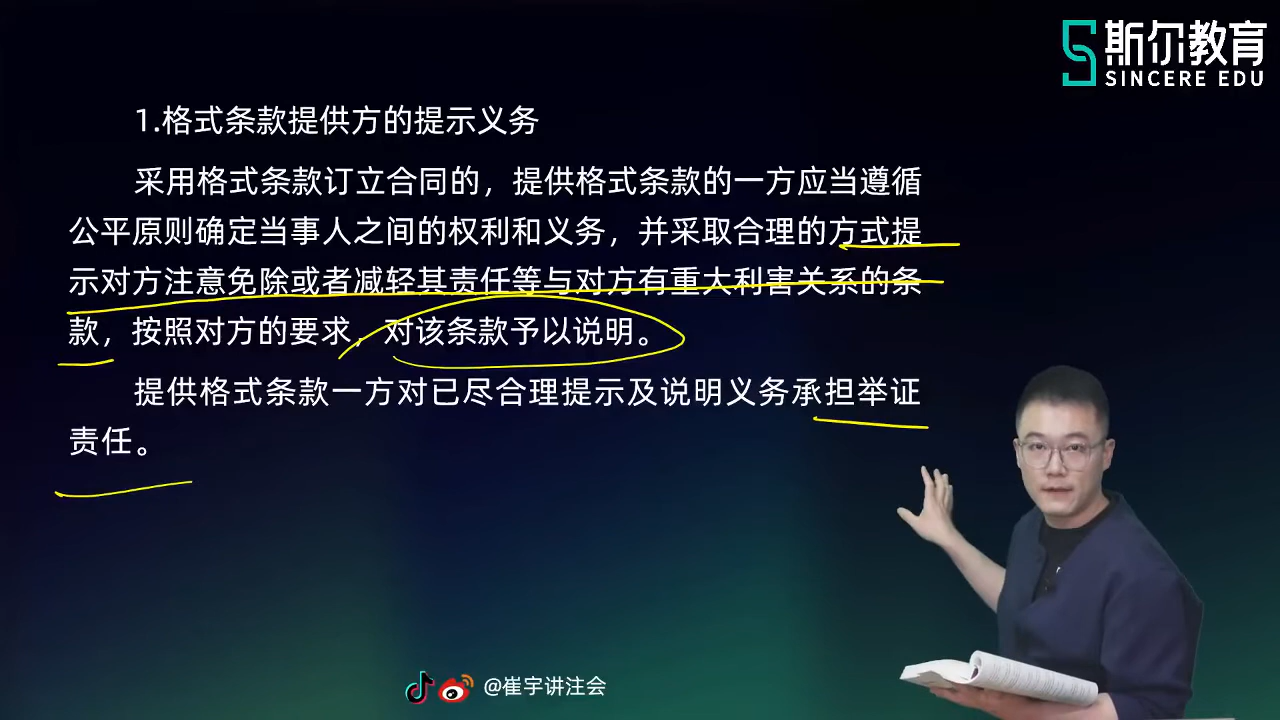 斯尔教育
SINCERE EDU
1.格式条款提供方的提示义务
采用格式条款订立合同的，提供格式条款的一方应当遵循
公平原则确定当事人之间的权利和义务，并采取合理的方式提
示对方注意免除或者减轻其责任等与对方有重大利害关系的条
款，按照对方的要求，对该条款予以说明。
提供格式条款一方对已尽合理提示及说明义务承担举证
责任。
@崔宇讲注会